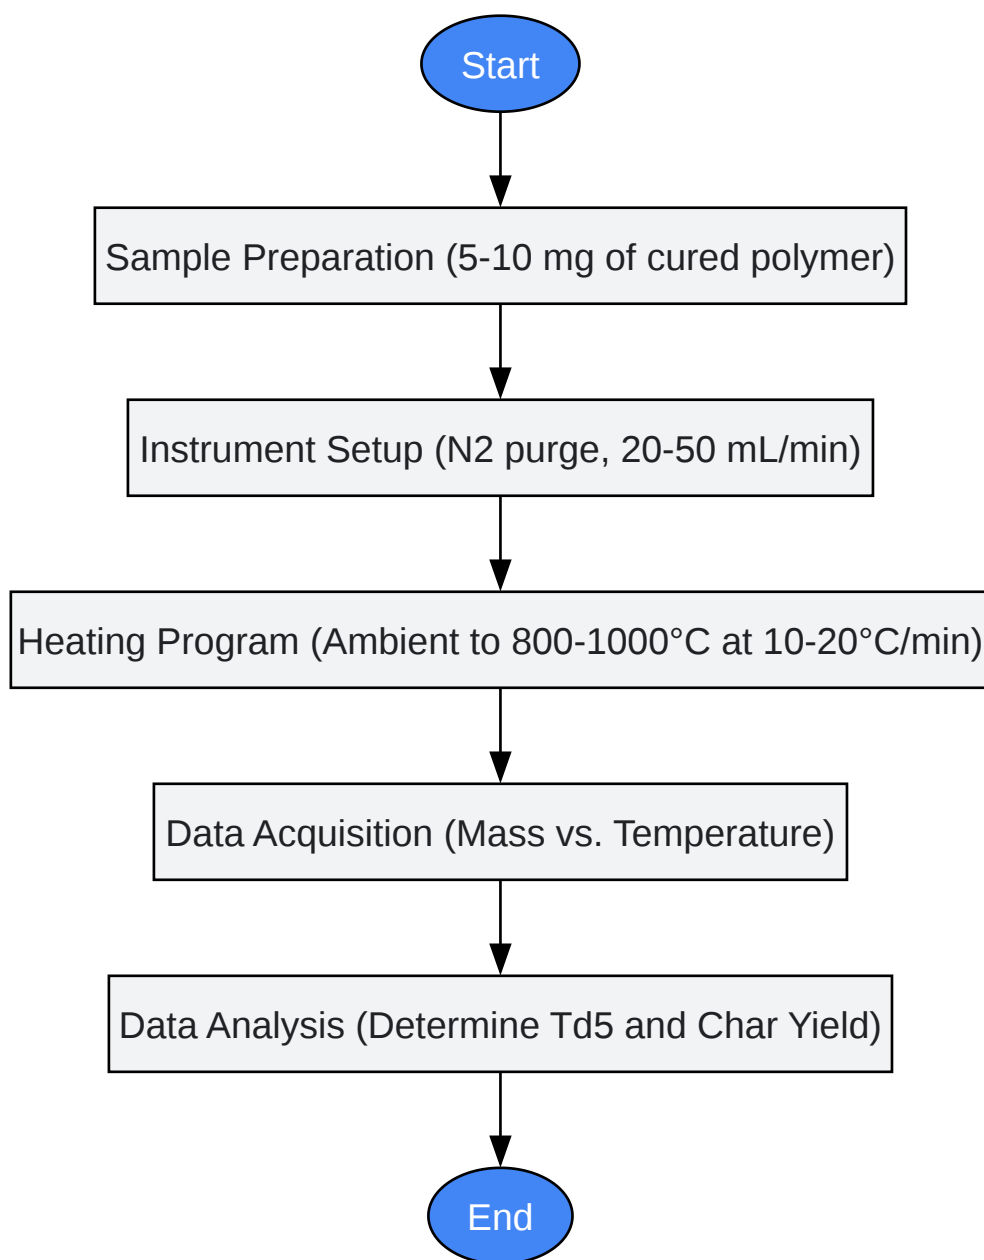 Start
Sample Preparation (5-10 mg of cured polymer)
Instrument Setup (N2 purge, 20-50 mL/min)
Heating Program (Ambient to 800-1000°C at 10-20°C/min)
Data Acquisition (Mass vs. Temperature)
Data Analysis (Determine Td5 and Char Yield)
End